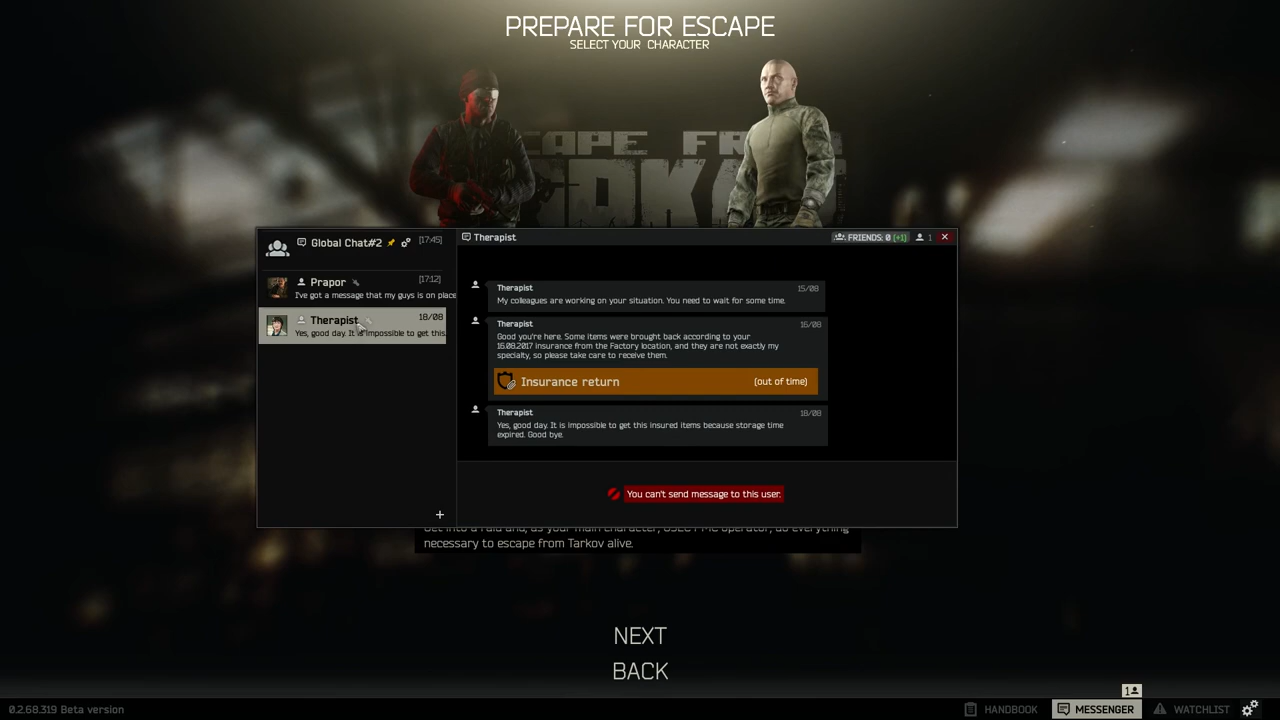 PREPARE FOR ESCAPE
SELECT YOUR CHARACTER
Global Chat#2
[17:45]
Prapor
[17:12]
I've got a message that my guys is on place
Therapist
18/08
Yes, good day. It is impossible to get this
Therapist
FRIENDS: 0 (+1)
1
Therapist
15/08
My colleagues are working on your situation. You need to wait for some time.
Therapist
16/08
Good you're here. Some items were brought back according to your
16.08.2017 insurance from the Factory location, and they are not exactly my
specialty, so please take care to receive them.
Insurance return
(out of time)
Therapist
18/08
Yes, good day. It is impossible to get this insured items because storage time
expired. Good bye.
You can't send message to this user.
+
Get into a raid and, as your main character, USEC PMC operator, do everything
necessary to escape from Tarkov alive.
NEXT
BACK
1
0.2.68.319 Beta version
HANDBOOK
MESSENGER
WATCHLIST